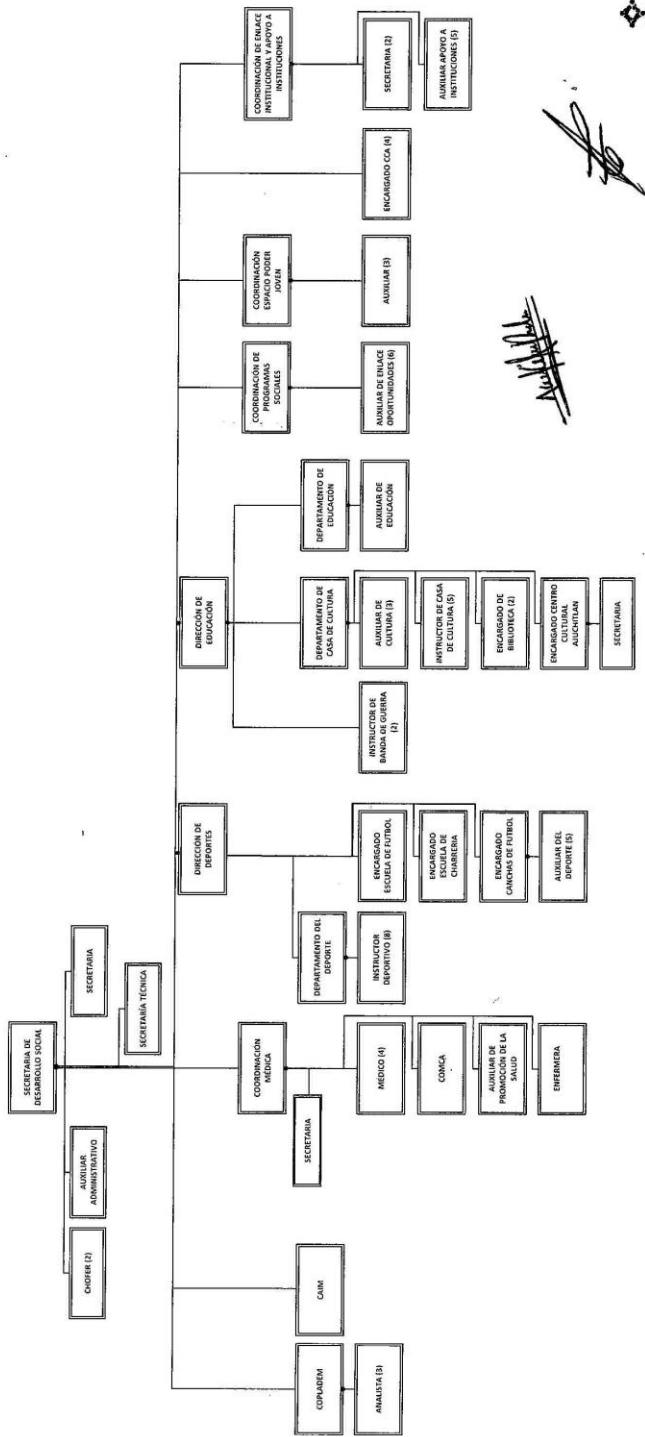 SECRETARIA DE
DESARROLLO SOCIAL
CHOFER (2)
AUXILIAR
ADMINISTRATIVO
SECRETARIA
SECRETARÍA TÉCNICA
COPLADEM
ANALISTA (3)
CAIM
COORDINACIÓN
MÉDICA
SECRETARIA
MÉDICO (4)
COMCA
AUXILIAR DE
PROMOCIÓN DE LA
SALUD
ENFERMERA
DIRECCIÓN DE
DEPORTES
DEPARTAMENTO DEL
DEPORTE
INSTRUCTOR
DEPORTIVO (8)
ENCARGADO
ESCUELA DE FUTBOL
ENCARGADO
ESCUELA DE
CHARRERIA
ENCARGADO
CANCHAS DE FUTBOL
AUXILIAR DEL
DEPORTE (5)
DIRECCIÓN DE
EDUCACIÓN
INSTRUCTOR DE
BANDA DE GUERRA
(2)
DEPARTAMENTO DE
CASA DE CULTURA
AUXILIAR DE
CULTURA (3)
INSTRUCTOR DE CASA
DE CULTURA (5)
ENCARGADO DE
BIBLIOTECA (2)
ENCARGADO CENTRO
CULTURAL
AJUCHITLAN
SECRETARIA
DEPARTAMENTO DE
EDUCACIÓN
AUXILIAR DE
EDUCACIÓN
COORDINACIÓN DE
PROGRAMAS
SOCIALES
AUXILIAR DE ENLACE
OPORTUNIDADES (6)
COORDINACIÓN
ESPACIO PODER
JOVEN
AUXILIAR (3)
ENCARGADO CCA (4)
COORDINACIÓN DE ENLACE
INSTITUCIONAL Y APOYO A
INSTITUCIONES
SECRETARIA (2)
AUXILIAR APOYO A
INSTITUCIONES (5)